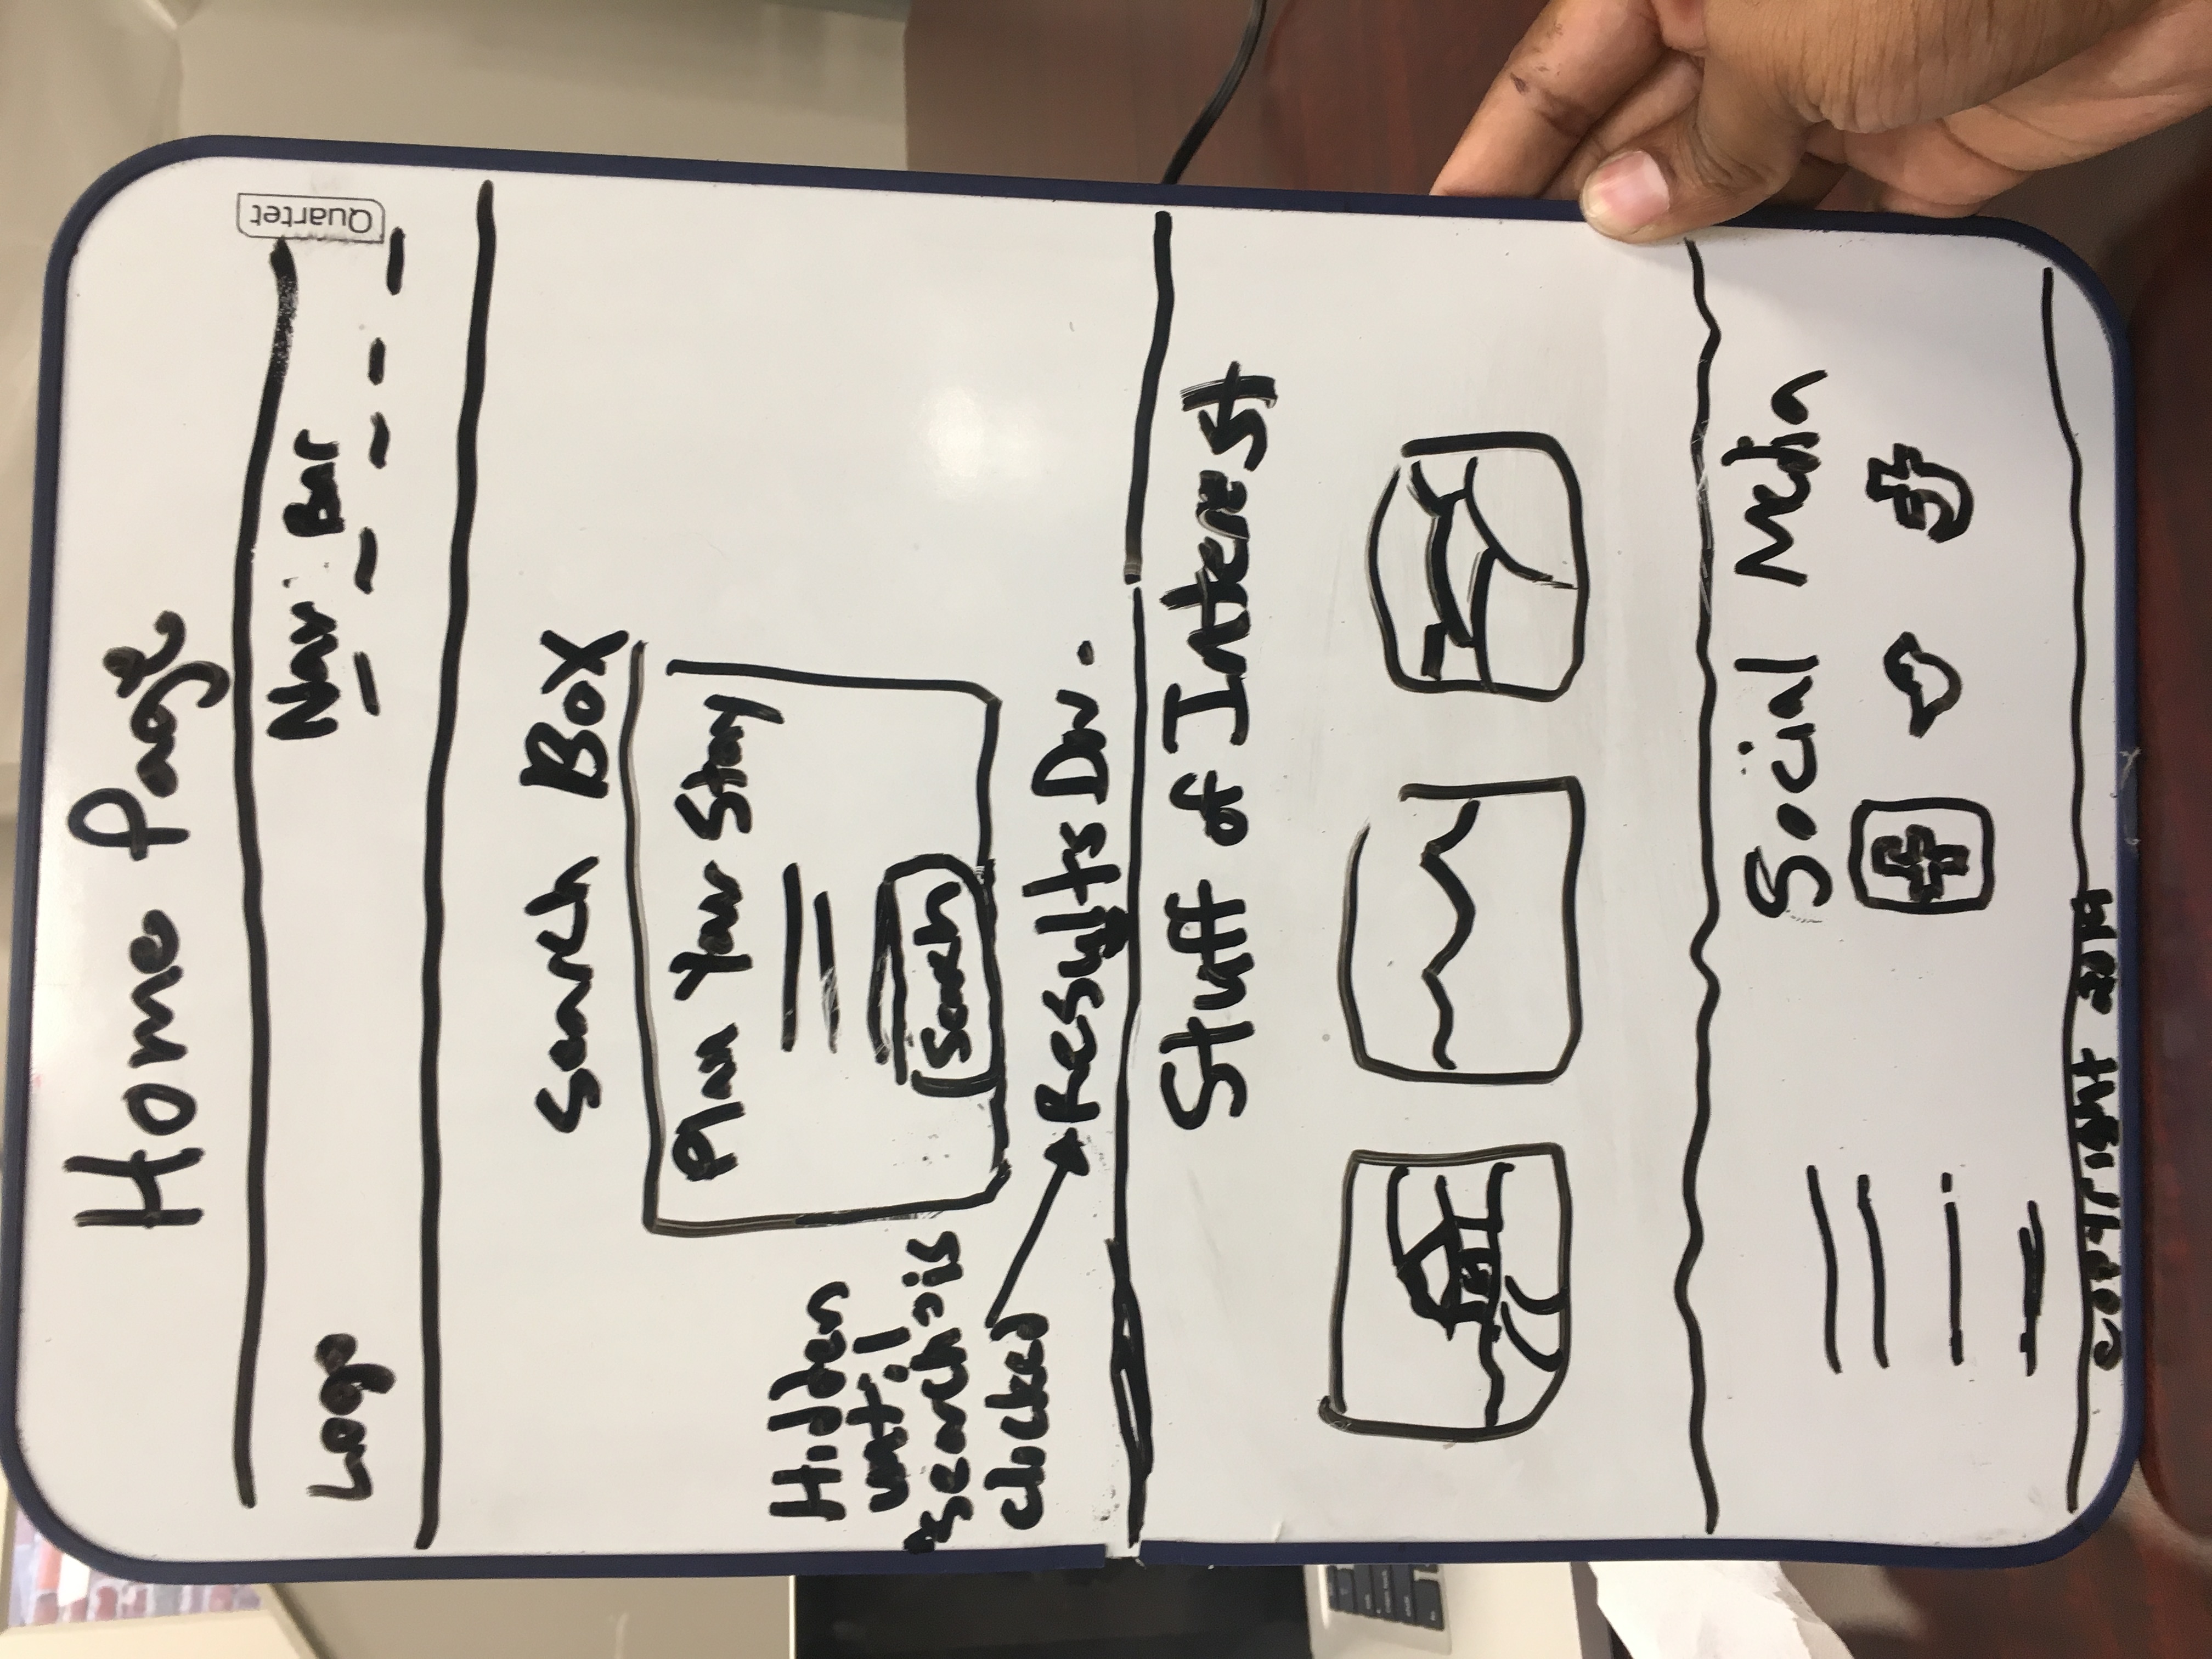 Home Page
Logo
Nav Bar
Quartet
Search Box
Plan Your Stay
Search
Hidden
until
"search" is
clicked
Results Div.
Stuff of Interest
Social Media
f
copyright 2019